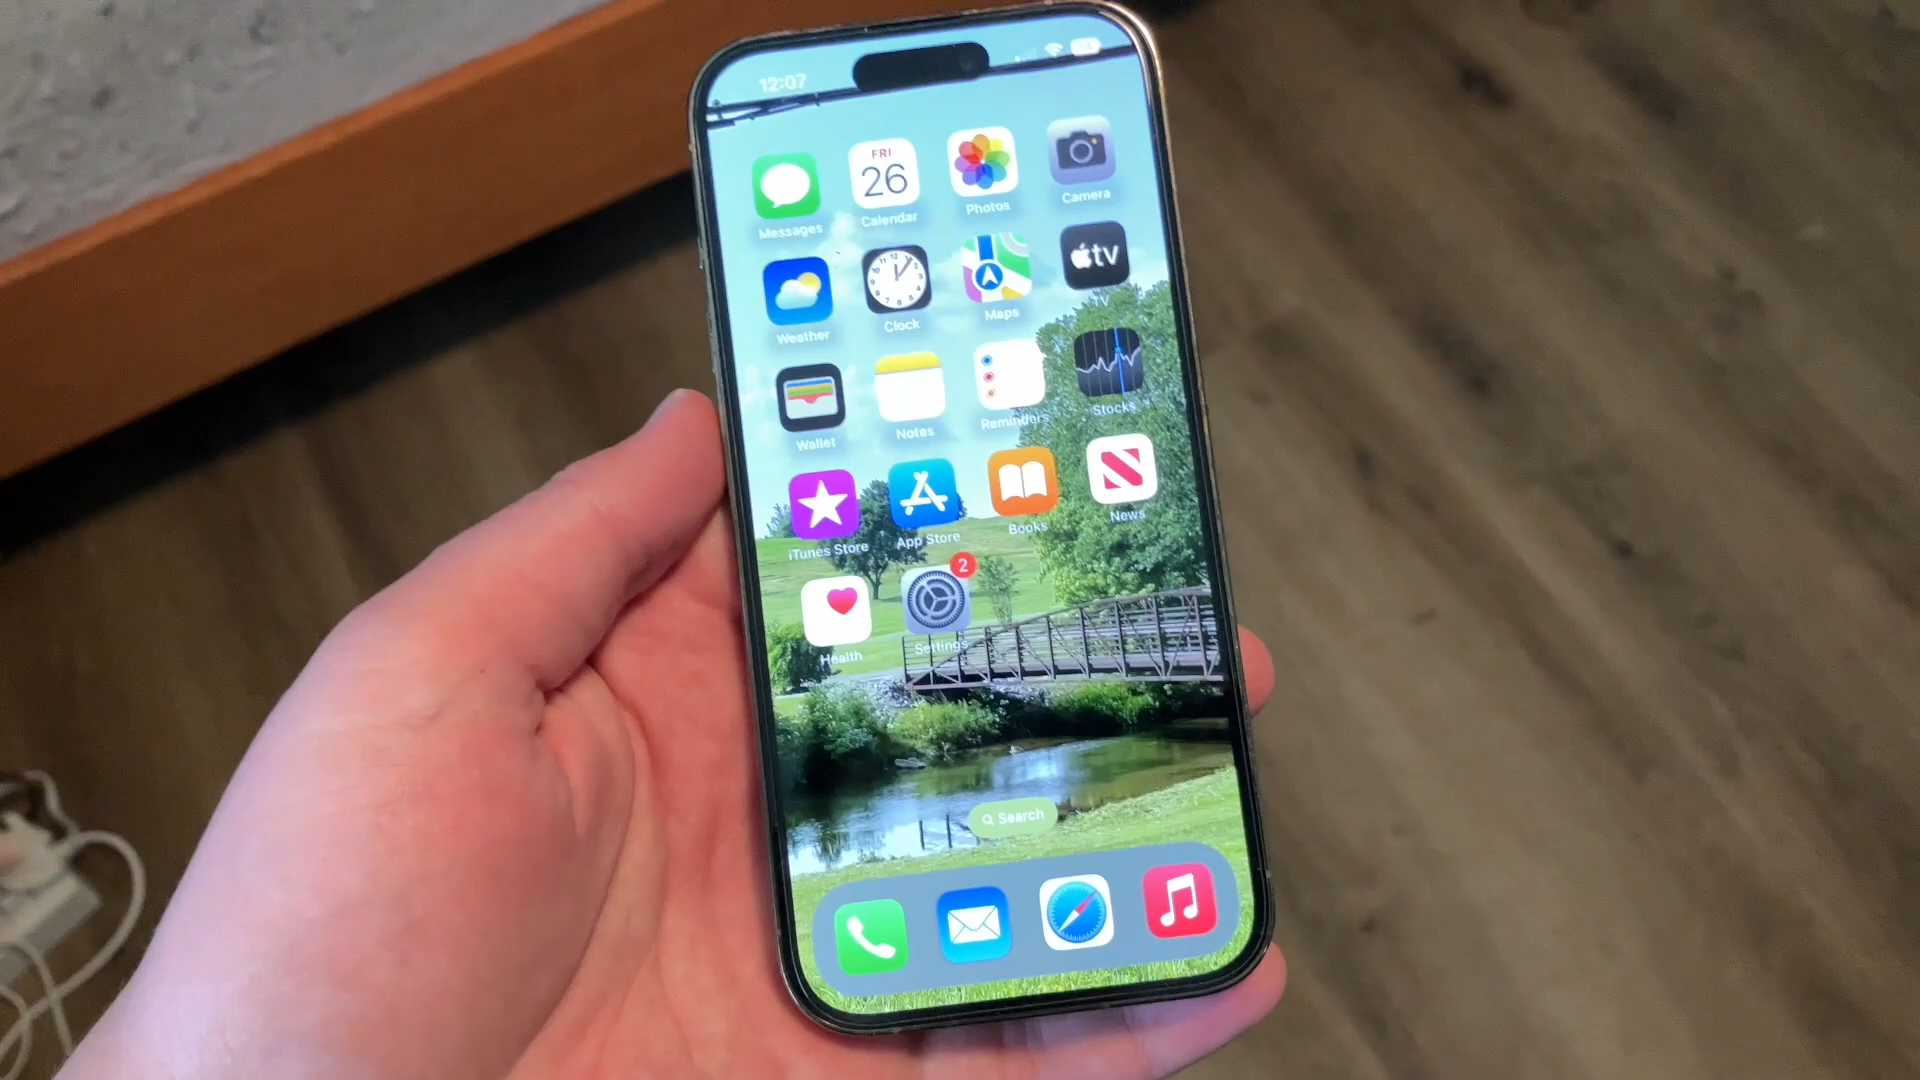 12:07
FRI
26
tv
Messages
Calendar
Photos
Camera
Weather
Clock
Maps
TV
Wallet
Notes
Reminders
Stocks
iTunes Store
App Store
Books
News
2
Health
Settings
Search